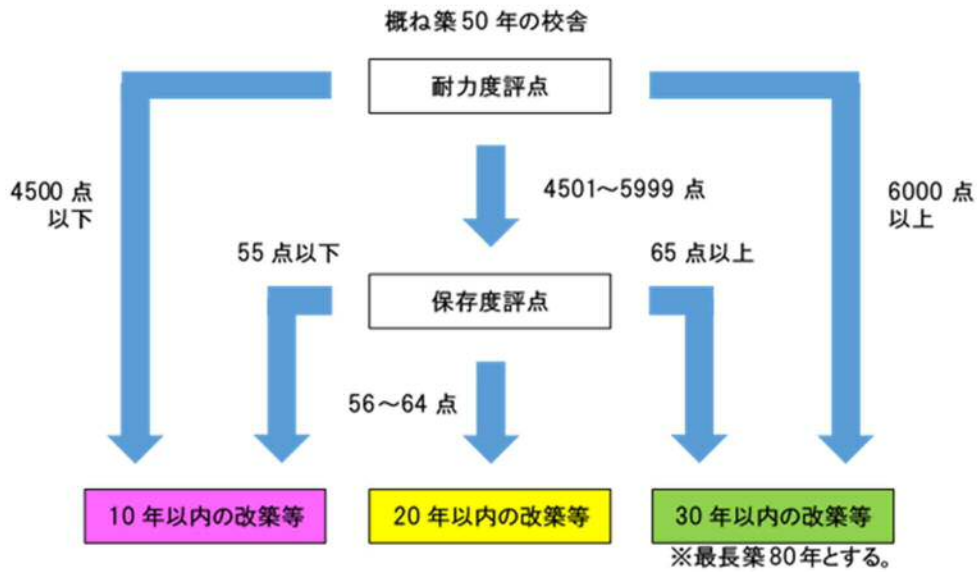 概ね築50年の校舎
耐力度評点
4500点
以下
4501～5999点
6000点
以上
55点以下
65点以上
保存度評点
56～64点
10年以内の改築等
20年以内の改築等
30年以内の改築等
※最長築80年とする。